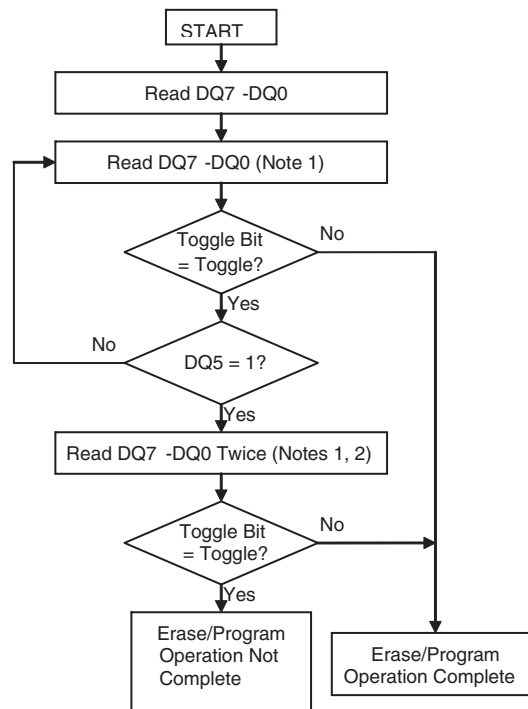 START
Read DQ7 -DQ0
Read DQ7 -DQ0 (Note 1)
Toggle Bit
= Toggle?
No
Yes
No
DQ5 = 1?
Yes
Read DQ7 -DQ0 Twice (Notes 1, 2)
Toggle Bit
= Toggle?
No
Yes
Erase/Program
Operation Not
Complete
Erase/Program
Operation Complete